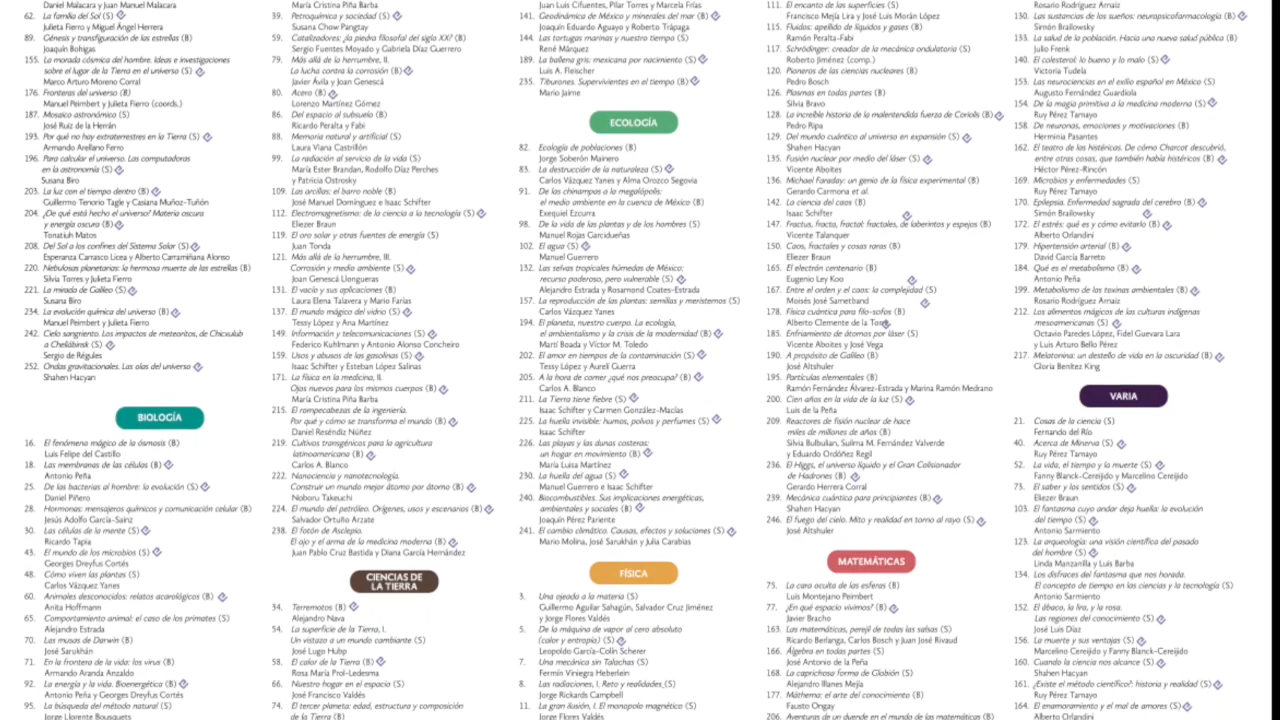 Daniel Malacara y Juan Manuel Malacara
62. La familia del Sol (S)
Julieta Fierro y Miguel Ángel Herrera
89. Génesis y transfiguración de las estrellas (B)
Joaquín Bohigas
155. La morada cósmica del hombre. Ideas e investigaciones
sobre el lugar de la Tierra en el universo (S)
Marco Arturo Moreno Corral
176. Fronteras del universo (B)
Manuel Peimbert y Julieta Fierro (coords.)
187. Mosaico astronómico (S)
José Ruiz de la Herrán
193. Por qué no hay extraterrestres en la Tierra (S)
Armando Arellano Ferro
196. Para calcular el universo. Las computadoras
en la astronomía (S)
Susana Biro
203. La luz con el tiempo dentro (B)
Guillermo Tenorio Tagle y Casiana Muñoz-Tuñón
204. ¿De qué está hecho el universo? Materia oscura
y energía oscura (B)
Tonatiuh Matos
208. Del Sol a los confines del Sistema Solar (S)
Esperanza Carrasco Licea y Alberto Carramiñana Alonso
220. Nebulosas planetarias: la hermosa muerte de las estrellas (B)
Silvia Torres y Julieta Fierro
221. La mirada de Galileo (S)
Susana Biro
234. La evolución química del universo (B)
Manuel Peimbert y Julieta Fierro
242. Cielo sangriento. Los impactos de meteoritos, de Chicxulub
a Cheliábinsk (S)
Sergio de Régules
252. Ondas gravitacionales. Las olas del universo
Shahen Hacyan
BIOLOGÍA
16. El fenómeno mágico de la ósmosis (B)
Luis Felipe del Castillo
18. Las membranas de las células (B)
Antonio Peña
25. De las bacterias al hombre: la evolución (S)
Daniel Piñero
28. Hormonas: mensajeros químicos y comunicación celular (B)
Jesús Adolfo García-Sainz
30. Las células de la mente (S)
Ricardo Tapia
43. El mundo de los microbios (S)
Georges Dreyfus Cortés
48. Cómo viven las plantas (S)
Carlos Vázquez Yanes
60. Animales desconocidos: relatos acarológicos (B)
Anita Hoffmann
65. Comportamiento animal: el caso de los primates (S)
Alejandro Estrada
70. Las musas de Darwin (B)
José Sarukhán
71. En la frontera de la vida: los virus (B)
Armando Aranda Anzaldo
92. La energía y la vida. Bioenergética (B)
Antonio Peña y Georges Dreyfus Cortés
95. La búsqueda del método natural (S)
Jorge Llorente Bousquets
María Cristina Piña Barba
39. Petroquímica y sociedad (S)
Susana Chow Pangtay
59. Catalizadores: ¿la piedra filosofal del siglo XX? (B)
Sergio Fuentes Moyado y Gabriela Díaz Guerrero
79. Más allá de la herrumbre, II.
La lucha contra la corrosión (B)
Javier Ávila y Joan Genescá
80. Acero (B)
Lorenzo Martínez Gómez
86. Del espacio al subsuelo (B)
Ricardo Peralta y Fabi
88. Memoria natural y artificial (S)
Laura Viana Castrillón
99. La radiación al servicio de la vida (S)
María Ester Brandan, Rodolfo Díaz Perches
y Patricia Ostrosky
109. Las arcillas: el barro noble (B)
José Manuel Domínguez e Isaac Schifter
112. Electromagnetismo: de la ciencia a la tecnología (S)
Eliezer Braun
119. El oro solar y otras fuentes de energía (S)
Juan Tonda
121. Más allá de la herrumbre, III.
Corrosión y medio ambiente (S)
Joan Genescá Llongueras
131. El vacío y sus aplicaciones (B)
Laura Elena Talavera y Mario Farías
137. El mundo mágico del vidrio (S)
Tessy López y Ana Martínez
149. Información y telecomunicaciones (S)
Federico Kuhlmann y Antonio Alonso Concheiro
159. Usos y abusos de las gasolinas (S)
Isaac Schifter y Esteban López Salinas
171. La física en la medicina, II.
Ojos nuevos para los mismos cuerpos (B)
María Cristina Piña Barba
215. El rompecabezas de la ingeniería.
Por qué y cómo se transforma el mundo (B)
Daniel Reséndiz Núñez
219. Cultivos transgénicos para la agricultura
latinoamericana (B)
Carlos A. Blanco
222. Nanociencia y nanotecnología.
Construir un mundo mejor átomo por átomo (B)
Noboru Takeuchi
224. El mundo del petróleo. Orígenes, usos y escenarios (B)
Salvador Ortuño Arzate
238. El fotón de Asclepio.
El ojo y el arma de la medicina moderna (B)
Juan Pablo Cruz Bastida y Diana García Hernández
CIENCIAS DE
LA TIERRA
34. Terremotos (B)
Alejandro Nava
54. La superficie de la Tierra, I.
Un vistazo a un mundo cambiante (S)
José Lugo Hubp
58. El calor de la Tierra (B)
Rosa María Prol-Ledesma
66. Nuestro hogar en el espacio (S)
José Francisco Valdés
74. El tercer planeta: edad, estructura y composición
de la Tierra (B)
Juan Luis Cifuentes, Pilar Torres y Marcela Frías
141. Geodinámica de México y minerales del mar (B)
Joaquín Eduardo Aguayo y Roberto Trápaga
144. Las tortugas marinas y nuestro tiempo (S)
René Márquez
189. La ballena gris: mexicana por nacimiento (S)
Luis A. Fleischer
235. Tiburones. Supervivientes en el tiempo (B)
Mario Jaime
ECOLOGÍA
82. Ecología de poblaciones (B)
Jorge Soberón Mainero
83. La destrucción de la naturaleza (S)
Carlos Vázquez Yanes y Alma Orozco Segovia
91. De las chinampas a la megalópolis:
el medio ambiente en la cuenca de México (B)
Exequiel Ezcurra
98. De la vida de las plantas y de los hombres (S)
Manuel Rojas Garcidueñas
102. El agua (S)
Manuel Guerrero
152. Las selvas tropicales húmedas de México:
recurso poderoso, pero vulnerable (S)
Alejandro Estrada y Rosamond Coates-Estrada
157. La reproducción de las plantas: semillas y meristemos (S)
Carlos Vázquez Yanes
194. El planeta, nuestro cuerpo. La ecología,
el ambientalismo y la crisis de la modernidad (B)
Martí Boada y Víctor M. Toledo
202. El amor en tiempos de la contaminación (S)
Tessy López y Aureli Guerra
205. A la hora de comer ¿qué nos preocupa? (B)
Carlos A. Blanco
211. La Tierra tiene fiebre (S)
Isaac Schifter y Carmen González-Macías
225. La huella invisible: humos, polvos y perfumes (S)
Isaac Schifter
226. Las playas y las dunas costeras:
un hogar en movimiento (B)
María Luisa Martínez
230. La huella del agua (S)
Manuel Guerrero e Isaac Schifter
240. Biocombustibles. Sus implicaciones energéticas,
ambientales y sociales (B)
Joaquín Pérez Pariente
241. El cambio climático. Causas, efectos y soluciones (S)
Mario Molina, José Sarukhán y Julia Carabias
FÍSICA
3. Una ojeada a la materia (S)
Guillermo Aguilar Sahagún, Salvador Cruz Jiménez
y Jorge Flores Valdés
5. De la máquina de vapor al cero absoluto
(calor y entropía) (S)
Leopoldo García-Colín Scherer
7. Una mecánica sin Talachas (S)
Fermín Viniegra Heberlein
8. Las radiaciones, I. Reto y realidades (S)
Jorge Rickards Campbell
11. La gran ilusión, I. El monopolo magnético (S)
Jorge Flores Valdés
111. El encanto de las superficies (S)
Francisco Mejía Lira y José Luis Morán López
115. Fluidos: apellido de líquidos y gases (B)
Ramón Peralta-Fabi
117. Schrödinger: creador de la mecánica ondulatoria (S)
Roberto Jiménez (comp.)
120. Pioneros de las ciencias nucleares (B)
Pedro Bosch
126. Plasmas en todas partes (B)
Silvia Bravo
128. La increíble historia de la malentendida fuerza de Coriolis (B)
Pedro Ripa
129. Del mundo cuántico al universo en expansión (S)
Shahen Hacyan
135. Fusión nuclear por medio del láser (S)
Vicente Aboites
136. Michael Faraday: un genio de la física experimental (B)
Gerardo Carmona et al.
142. La ciencia del caos (B)
Isaac Schifter
147. Fractus, fracta, fractal: fractales, de laberintos y espejos (B)
Vicente Talanquer
150. Caos, fractales y cosas raras (B)
Eliezer Braun
165. El electrón centenario (B)
Eugenio Ley Koo
167. Entre el orden y el caos: la complejidad (S)
Moisés José Sametband
178. Física cuántica para filo-sofos (B)
Alberto Clemente de la Torre
185. Enfriamiento de átomos por láser (S)
Vicente Aboites y José Vega
190. A propósito de Galileo (B)
José Altshuler
195. Partículas elementales (B)
Ramón Fernández Álvarez-Estrada y Marina Ramón Medrano
200. Cien años en la vida de la luz (S)
Luis de la Peña
209. Reactores de fisión nuclear de hace
miles de millones de años (B)
Silvia Bulbulian, Suilma M. Fernández Valverde
y Eduardo Ordóñez Regil
236. El Higgs, el universo líquido y el Gran Colisionador
de Hadrones (B)
Gerardo Herrera Corral
239. Mecánica cuántica para principiantes (B)
Shahen Hacyan
246. El fuego del cielo. Mito y realidad en torno al rayo (S)
José Altshuler
MATEMÁTICAS
75. La cara oculta de las esferas (B)
Luis Montejano Peimbert
77. ¿En qué espacio vivimos? (B)
Javier Bracho
163. Las matemáticas, perejil de todas las salsas (S)
Ricardo Berlanga, Carlos Bosch y Juan José Rivaud
166. Álgebra en todas partes (S)
José Antonio de la Peña
168. La caprichosa forma de Globión (S)
Alejandro Illanes Mejía
177. Máthema: el arte del conocimiento (B)
Fausto Ongay
206. Aventuras de un duende en el mundo de las matemáticas (B)
Rosario Rodríguez Arnaiz
130. Las sustancias de los sueños: neuropsicofarmacología (B)
Simón Brailowsky
133. La salud de la población. Hacia una nueva salud pública (B)
Julio Frenk
140. El colesterol: lo bueno y lo malo (S)
Victoria Tudela
153. Las neurociencias en el exilio español en México (S)
Augusto Fernández Guardiola
154. De la magia primitiva a la medicina moderna (S)
Ruy Pérez Tamayo
158. De neuronas, emociones y motivaciones (B)
Herminia Pasantes
162. El teatro de las histéricas. De cómo Charcot descubrió,
entre otras cosas, que también había histéricos (B)
Héctor Pérez-Rincón
169. Microbios y enfermedades (S)
Ruy Pérez Tamayo
170. Epilepsia. Enfermedad sagrada del cerebro (B)
Simón Brailowsky
172. El estrés: qué es y cómo evitarlo (B)
Alberto Orlandini
179. Hipertensión arterial (B)
David García Barreto
184. Qué es el metabolismo (B)
Antonio Peña
199. Metabolismo de las toxinas ambientales (B)
Rosario Rodríguez Arnaiz
212. Los alimentos mágicos de las culturas indígenas
mesoamericanas (S)
Octavio Paredes López, Fidel Guevara Lara
y Luis Arturo Bello Pérez
217. Melatonina: un destello de vida en la oscuridad (B)
Gloria Benítez King
VARIA
21. Cosas de la ciencia (S)
Fernando del Río
40. Acerca de Minerva (S)
Ruy Pérez Tamayo
52. La vida, el tiempo y la muerte (S)
Fanny Blanck-Cereijido y Marcelino Cereijido
73. El saber y los sentidos (S)
Eliezer Braun
103. El fantasma cuyo andar deja huella: la evolución
del tiempo (S)
Antonio Sarmiento
123. La arqueología: una visión científica del pasado
del hombre (S)
Linda Manzanilla y Luis Barba
134. Los disfraces del fantasma que nos horada.
El concepto de tiempo en las ciencias y la tecnología (S)
Antonio Sarmiento
152. El ábaco, la lira, y la rosa.
Las regiones del conocimiento (S)
José Luis Díaz
156. La muerte y sus ventajas (S)
Marcelino Cereijido y Fanny Blanck-Cereijido
160. Cuando la ciencia nos alcance (S)
Shahen Hacyan
161. ¿Existe el método científico?: historia y realidad (S)
Ruy Pérez Tamayo
164. El enamoramiento y el mal de amores (S)
Alberto Orlandini